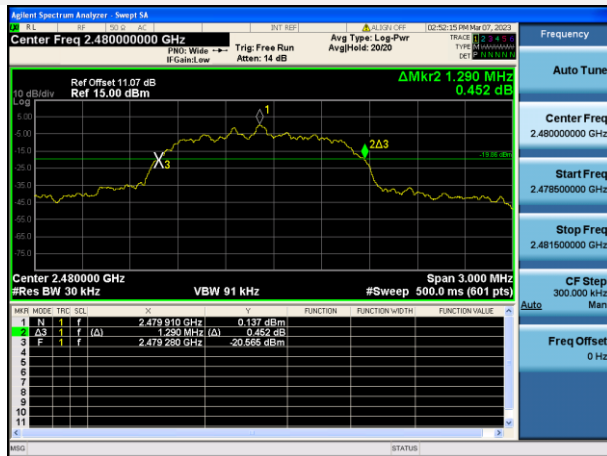 Agilent Spectrum Analyzer - Swept SA
RL RF 50 Ω AC INT REF ALIGN OFF 02:52:15 PM Mar 07, 2023
Center Freq 2.480000000 GHz
PNO: Wide
IFGain:Low
Trig: Free Run
Atten: 14 dB
Avg Type: Log-Pwr
Avg|Hold: 20/20
TRACE 1 2 3 4 5 6
TYPE M
DET P N N N N N
Frequency
Auto Tune
Center Freq
2.480000000 GHz
Start Freq
2.478500000 GHz
Stop Freq
2.481500000 GHz
CF Step
300.000 kHz
Auto Man
Freq Offset
0 Hz
Ref Offset 11.07 dB
Ref 15.00 dBm
10 dB/div
Log
ΔMkr2 1.290 MHz
0.452 dB
5.00
-5.00
-15.0
-25.0
-35.0
-45.0
-55.0
-65.0
-75.0
1
2Δ3
3
Center 2.480000 GHz
#Res BW 30 kHz
VBW 91 kHz
Span 3.000 MHz
#Sweep 500.0 ms (601 pts)
MKR MODE TRC SCL X Y FUNCTION FUNCTION WIDTH FUNCTION VALUE
1 N 1 f 2.479 910 GHz 0.137 dBm
2 Δ3 1 f (Δ) 1.290 MHz (Δ) 0.452 dB
3 F 1 f 2.479 280 GHz -20.565 dBm
4
5
6
7
8
9
10
11
MSG STATUS